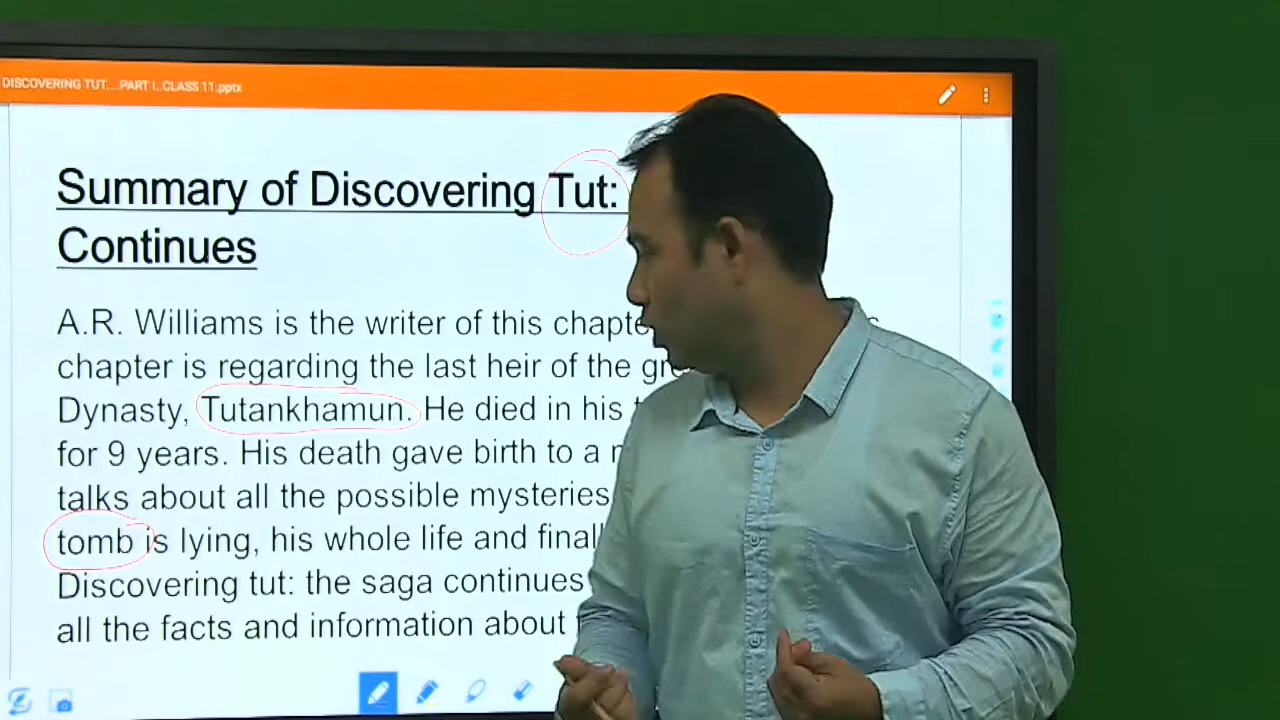 DISCOVERING TUT....PART I..CLASS 11.pptx
Summary of Discovering Tut:
Continues
A.R. Williams is the writer of this
chapter is regarding the last heir of the
Dynasty, Tutankhamun. He died in his
for 9 years. His death gave birth to a
talks about all the possible mysteries
tomb is lying, his whole life and
Discovering tut: the saga continues
all the facts and information about